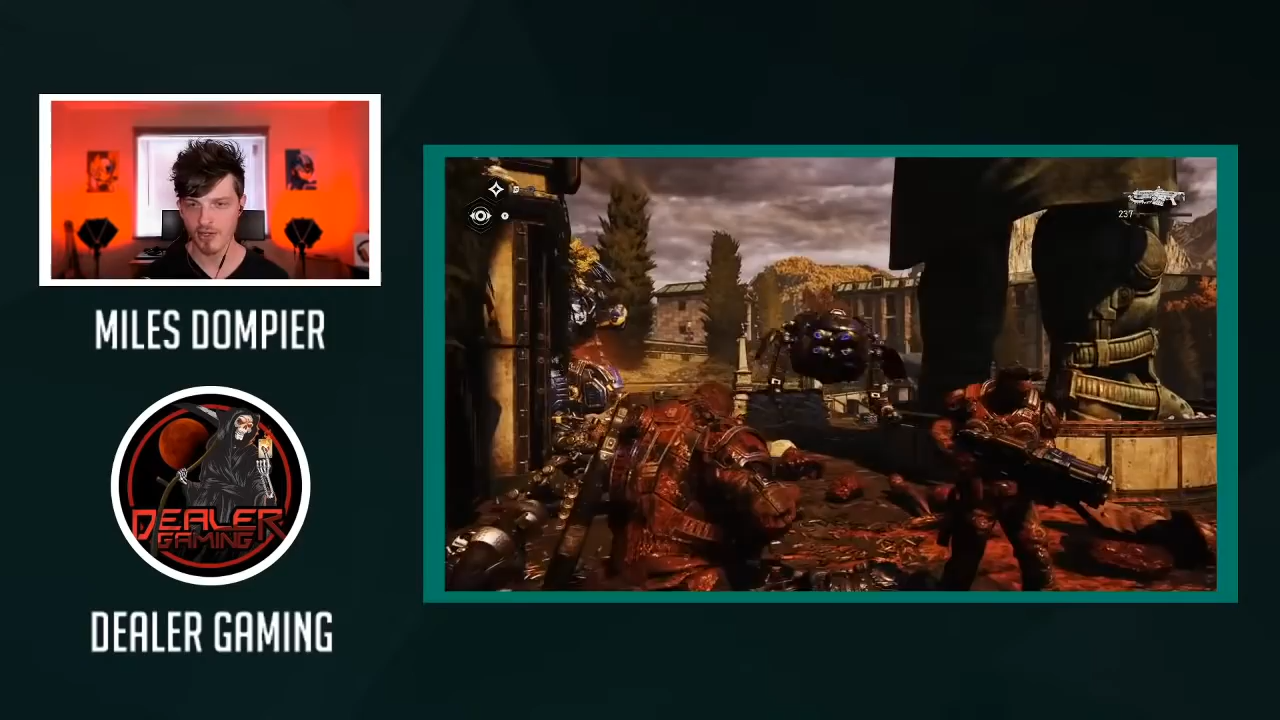 MILES DOMPIER
DEALER
GAMING
DEALER GAMING
237